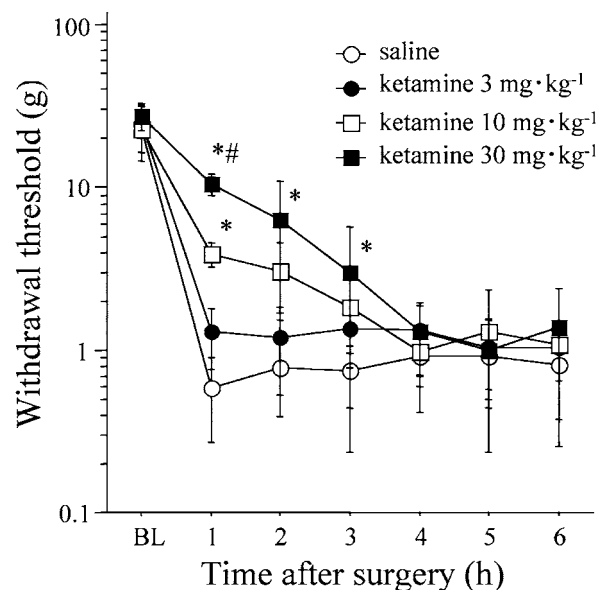 100
10
1
0.1
Withdrawal threshold (g)
saline
ketamine 3 mg·kg⁻¹
ketamine 10 mg·kg⁻¹
ketamine 30 mg·kg⁻¹
*#
*
*
*
BL 1 2 3 4 5 6
Time after surgery (h)